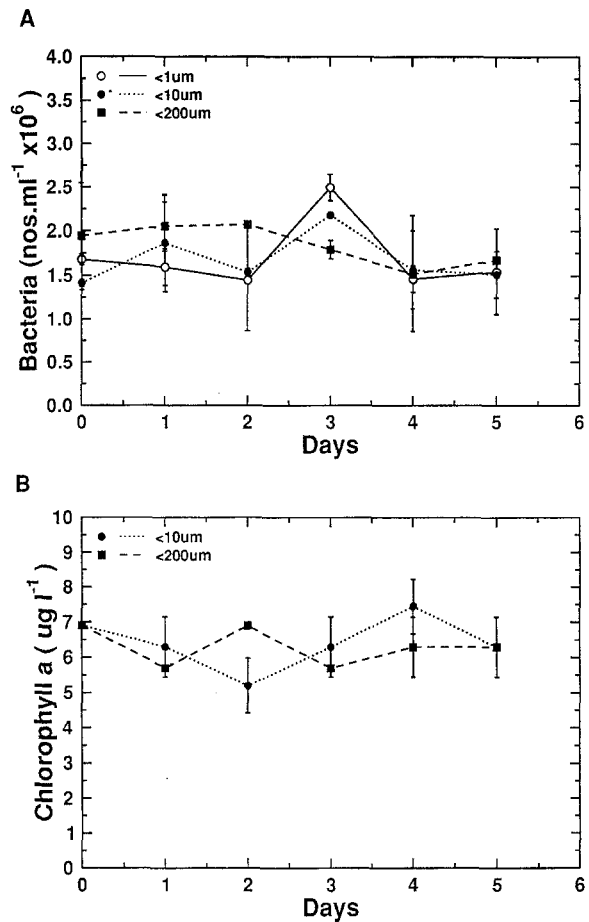 A
Bacteria (nos.ml⁻¹ x10⁶)
4.0
3.5
3.0
2.5
2.0
1.5
1.0
0.5
0.0
<1um
<10um
<200um
0 1 2 3 4 5 6
Days
B
Chlorophyll a ( ug l⁻¹ )
10
9
8
7
6
5
4
3
2
1
0
<10um
<200um
0 1 2 3 4 5 6
Days